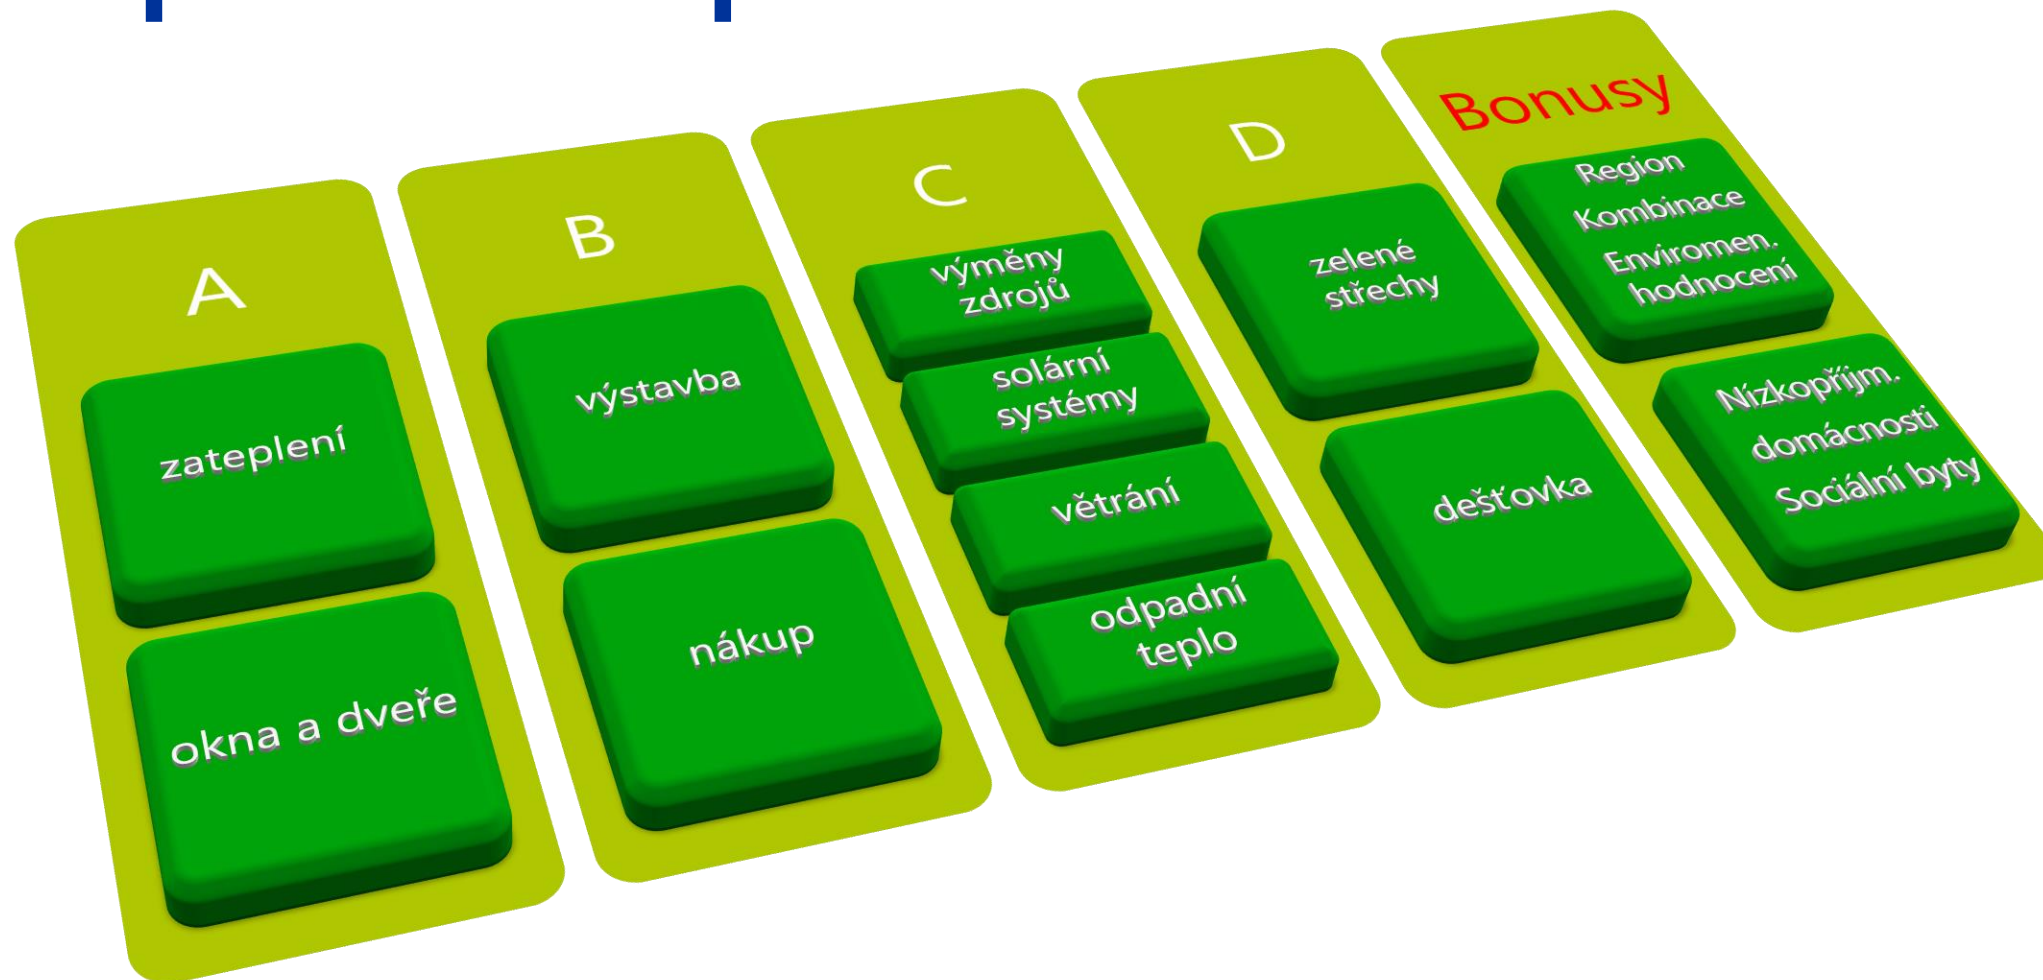 A
zateplení
okna a dveře
B
výstavba
nákup
C
výměny
zdrojů
solární
systémy
větrání
odpadní
teplo
D
zelené
střechy
dešťovka
Bonusy
Region
Kombinace
Enviromen.
hodnocení
Nízkopříjm.
domácnosti
Sociální byty